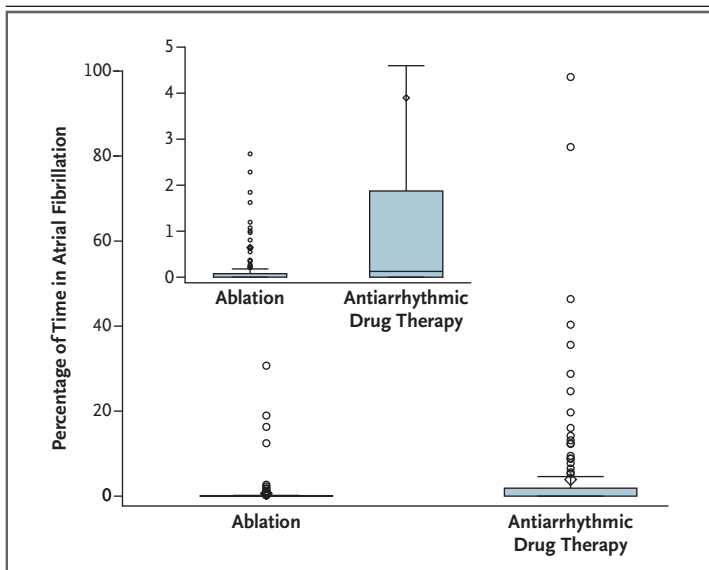 Percentage of Time in Atrial Fibrillation
100
80
60
40
20
0
5
4
3
2
1
0
Ablation
Antiarrhythmic
Drug Therapy
Ablation
Antiarrhythmic
Drug Therapy